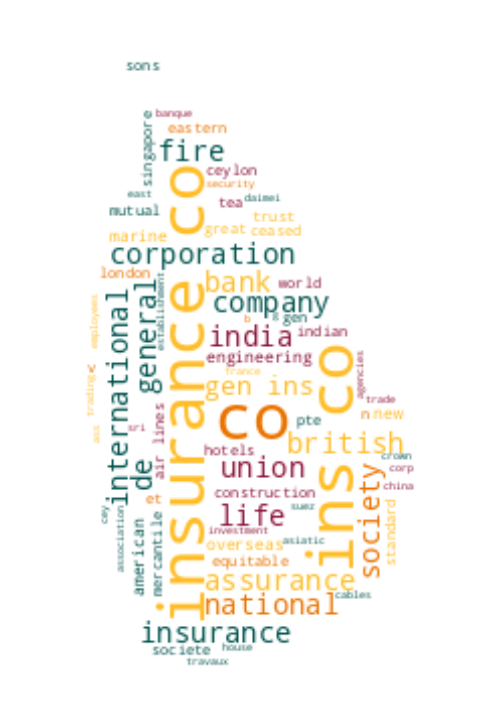 sons
banque
eastern
singapore
fire
ceylon
security
east
tea
daimei
mutual
trust
great
ceased
marine
corporation
london
bank
world
establishment
employees
company
general
international
b
gen
india
indian
engineering
france
agencies
gen ins
trading
insurance co
ins co
co
trade
n
new
pte
ass
sri
air lines
british
hotels
crown
union
corp
de
china
construction
et
suez
cey
life
society
standard
investment
association
american
mercantile
overseas
asiatic
equitable
assurance
cables
national
insurance
societe
house
travaux